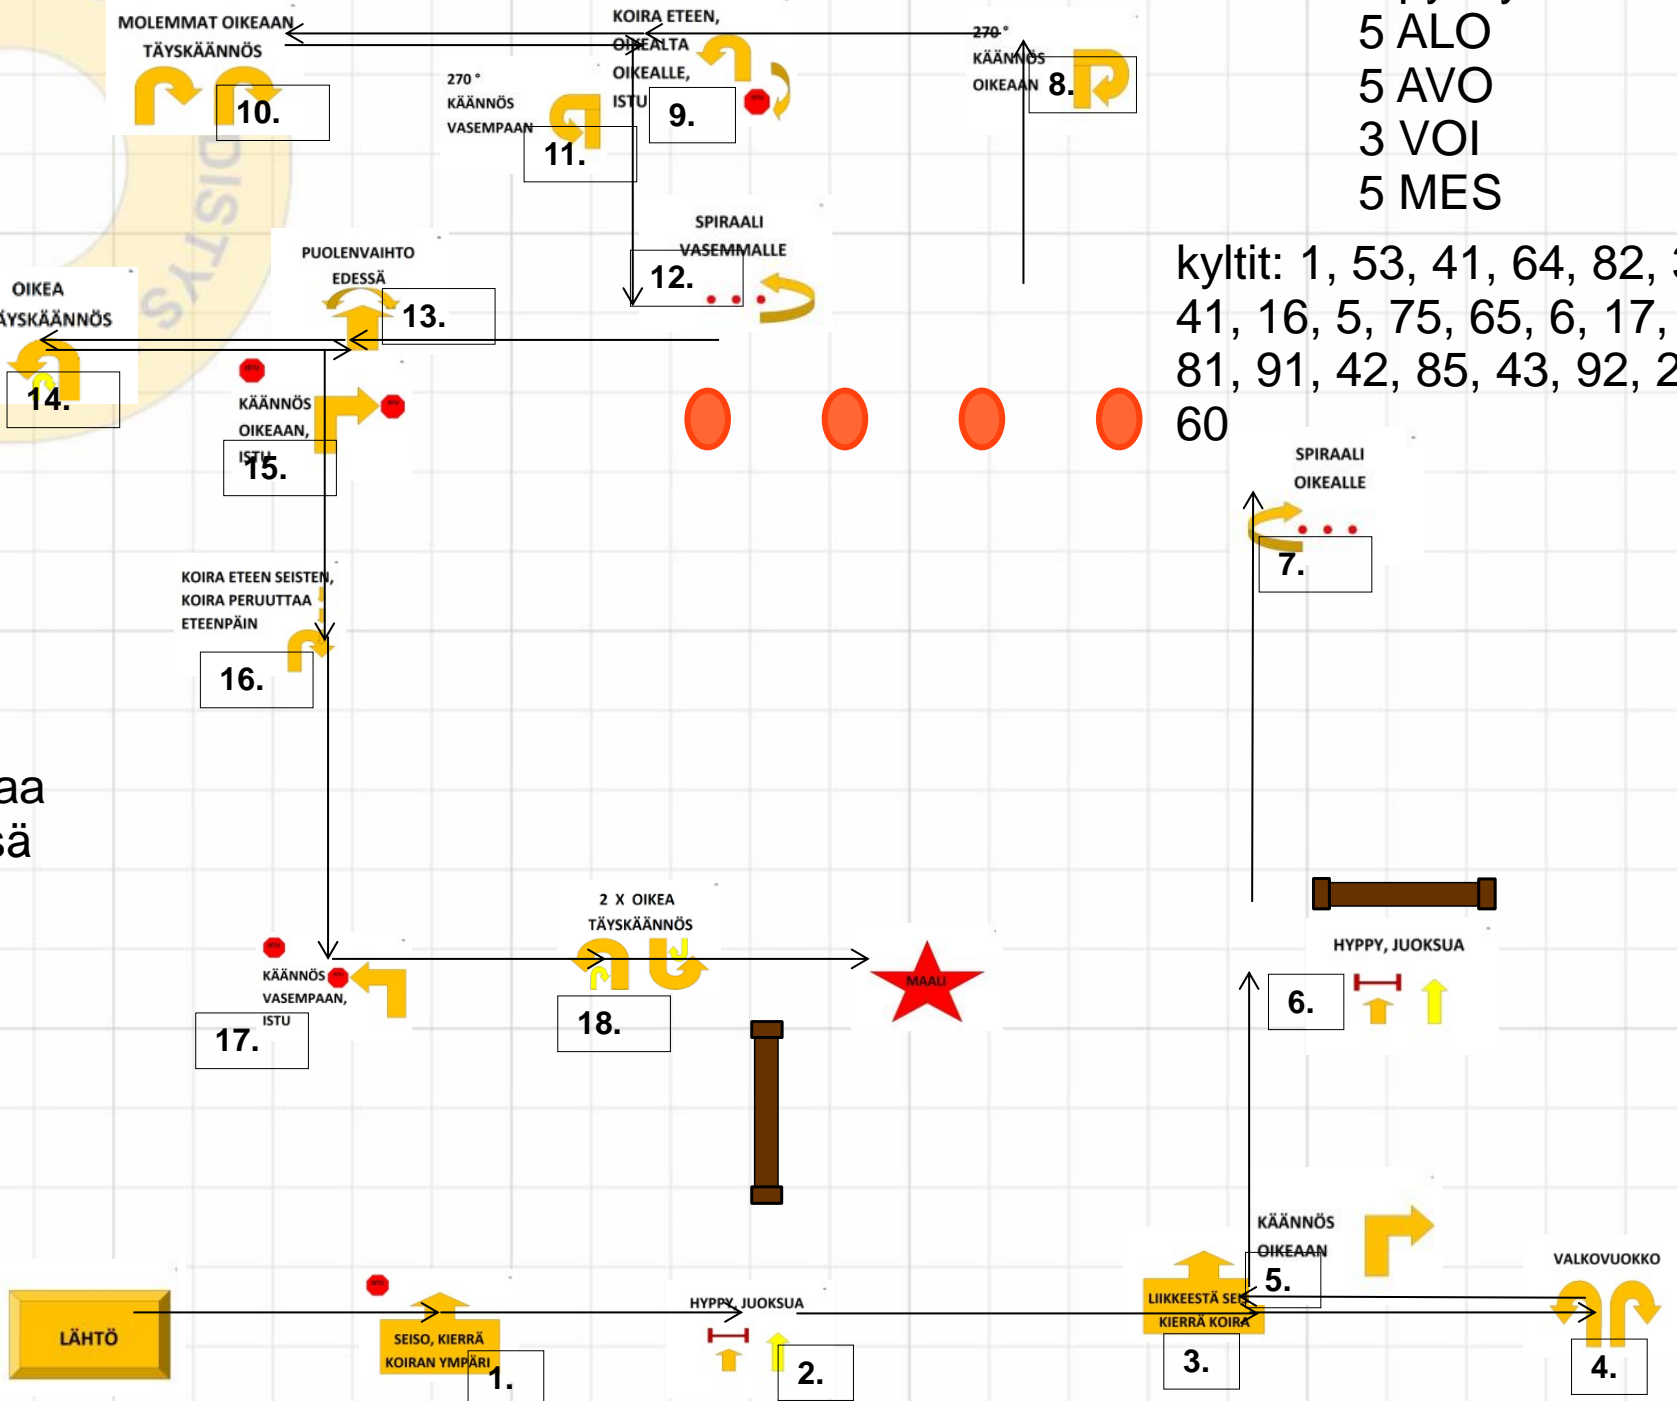 MOLEMMAT OIKEAAN
TÄYSKÄÄNNÖS
10.
270 °
KÄÄNNÖS
VASEMPAAN
11.
KOIRA ETEEN,
OIKEALTA
OIKEALLE,
ISTU
9.
270 °
KÄÄNNÖS
OIKEAAN
8.
5 ALO
5 AVO
3 VOI
5 MES
DISTYS
SPIRAALI
VASEMMALLE
12.
kyltit: 1, 53, 41, 64, 82,
41, 16, 5, 75, 65, 6, 17,
81, 91, 42, 85, 43, 92, 2
60
PUOLENVAIHTO
EDESSÄ
13.
OIKEA
ÄYSKÄÄNNÖS
14.
KÄÄNNÖS
OIKEAAN,
ISTU
15.
SPIRAALI
OIKEALLE
7.
KOIRA ETEEN SEISTEN,
KOIRA PERUUTTAA
ETEENPÄIN
16.
aa
sä
2 X OIKEA
TÄYSKÄÄNNÖS
18.
MAALI
HYPPY, JUOKSUA
6.
KÄÄNNÖS
VASEMPAAN,
ISTU
17.
KÄÄNNÖS
OIKEAAN
5.
VALKOVUOKKO
4.
LÄHTÖ
SEISO, KIERRÄ
KOIRAN YMPÄRI
1.
HYPPY, JUOKSUA
2.
LIIKKEESTÄ SEIS
KIERRÄ KOIRA
3.